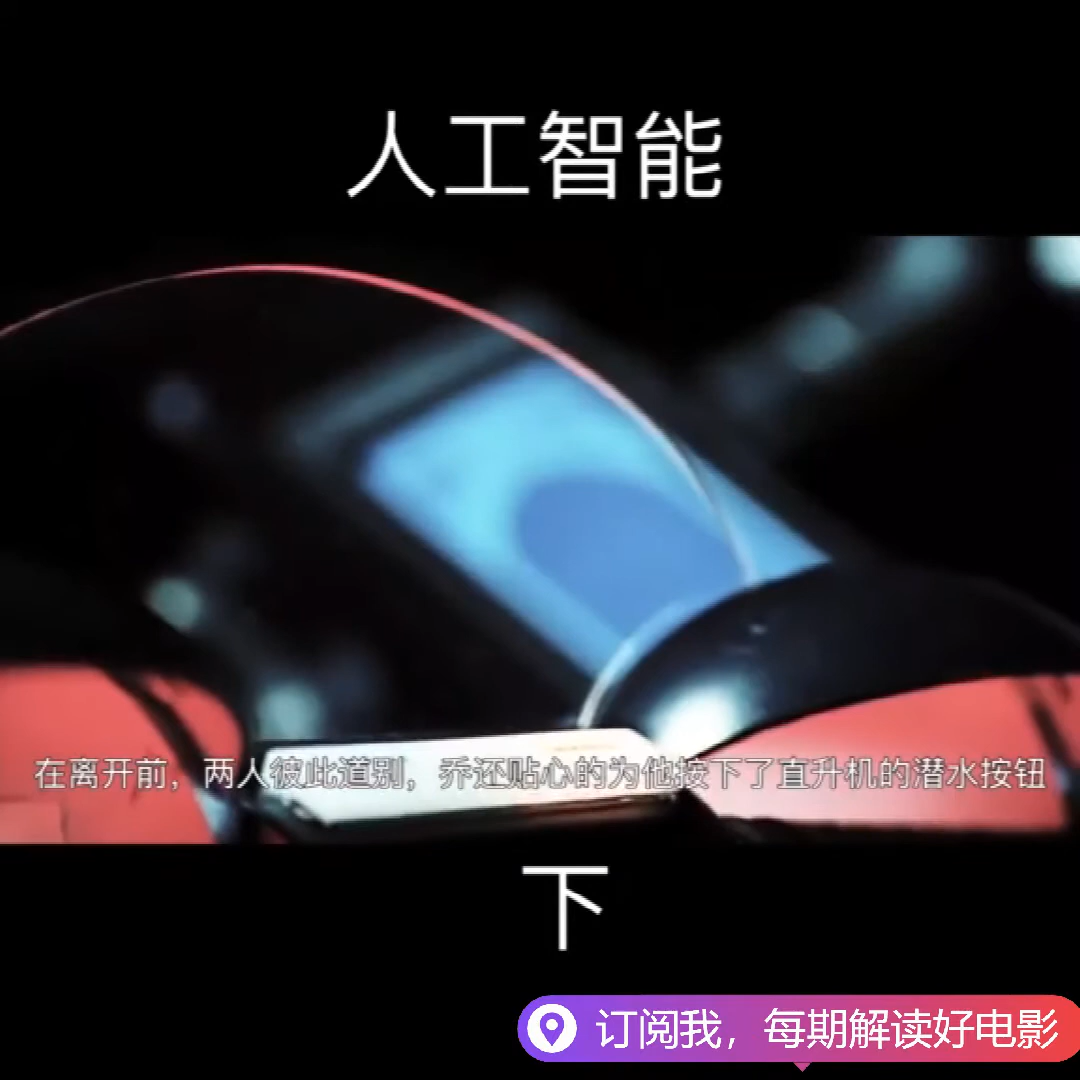 人工智能
在离开前，两人彼此道别，乔还贴心的为他按下了直升机的潜水按钮
下
订阅我，每期解读好电影